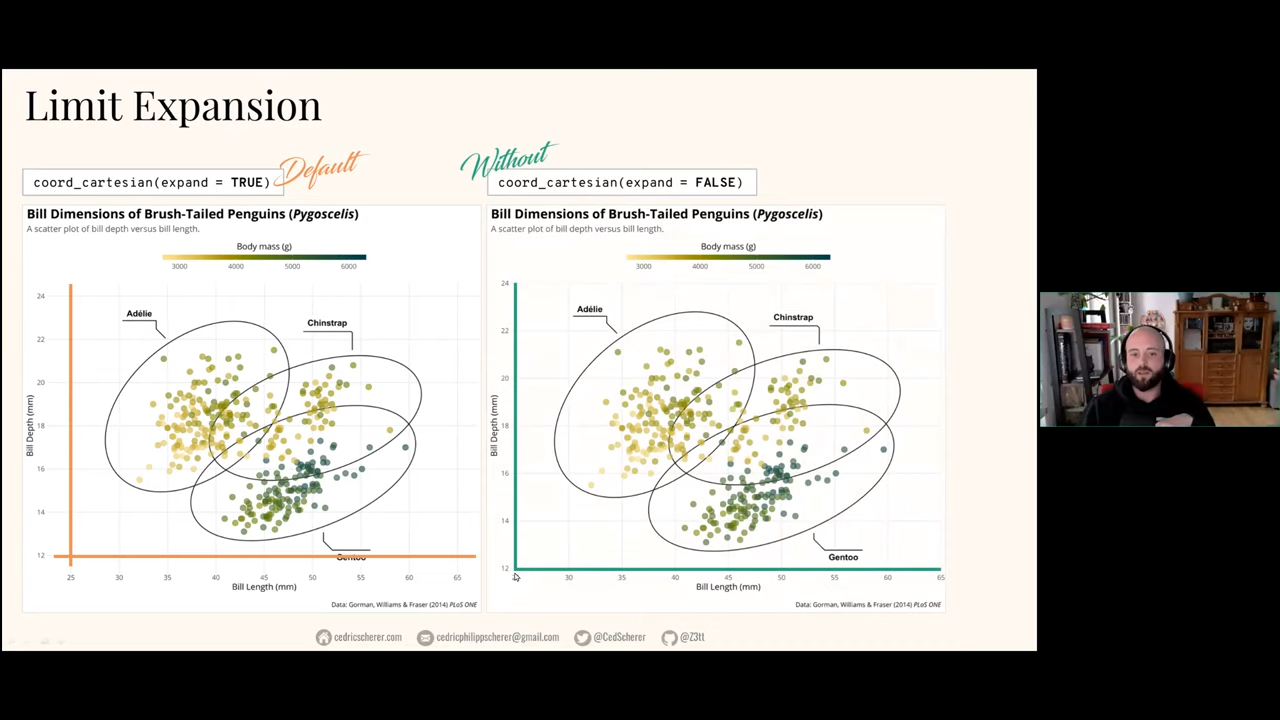 Limit Expansion
Default
Without
coord_cartesian(expand = TRUE)
coord_cartesian(expand = FALSE)
Bill Dimensions of Brush-Tailed Penguins (Pygoscelis)
A scatter plot of bill depth versus bill length.
Body mass (g)
3000 4000 5000 6000
24
22
20
18
16
14
12
Bill Depth (mm)
Adélie
Chinstrap
Gentoo
25 30 35 40 45 50 55 60 65
Bill Length (mm)
Data: Gorman, Williams & Fraser (2014) PLoS ONE
Bill Dimensions of Brush-Tailed Penguins (Pygoscelis)
A scatter plot of bill depth versus bill length.
Body mass (g)
3000 4000 5000 6000
24
22
20
18
16
14
12
Bill Depth (mm)
Adélie
Chinstrap
Gentoo
30 35 40 45 50 55 60 65
Bill Length (mm)
Data: Gorman, Williams & Fraser (2014) PLoS ONE
cedricscherer.com cedricphilippscherer@gmail.com @CedScherer @Z3tt